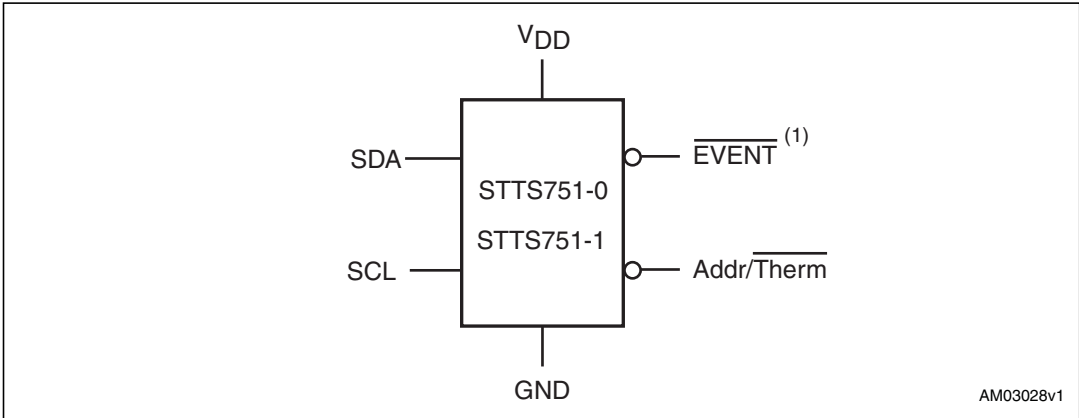 VDD
SDA
EVENT (1)
STTS751-0
STTS751-1
SCL
Addr/Therm
GND
AM03028v1